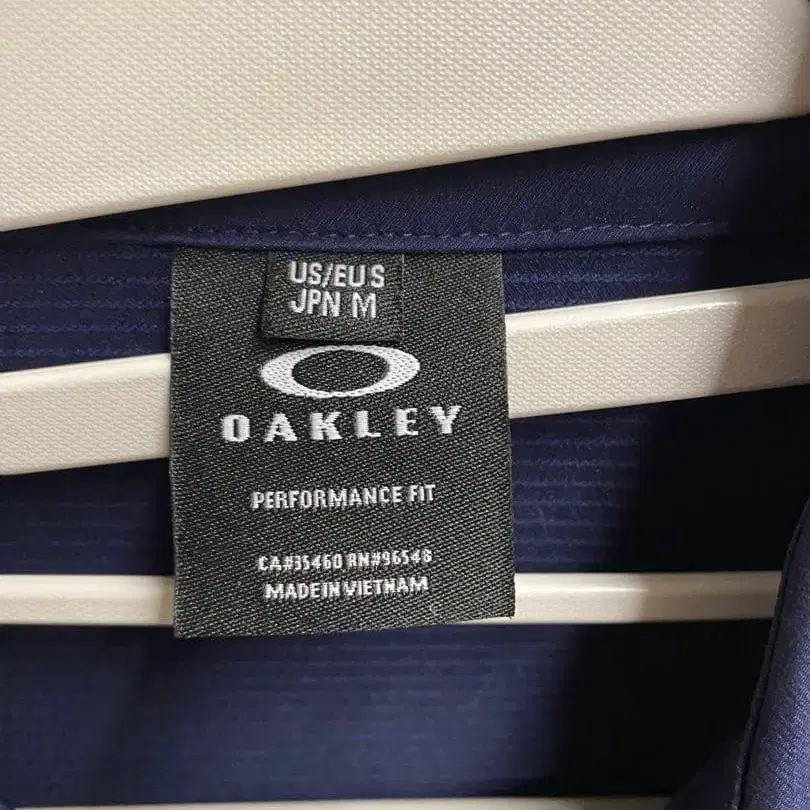 US/EU S
JPN M
OAKLEY
PERFORMANCE FIT
CA#35460 RN#96548
MADE IN VIETNAM